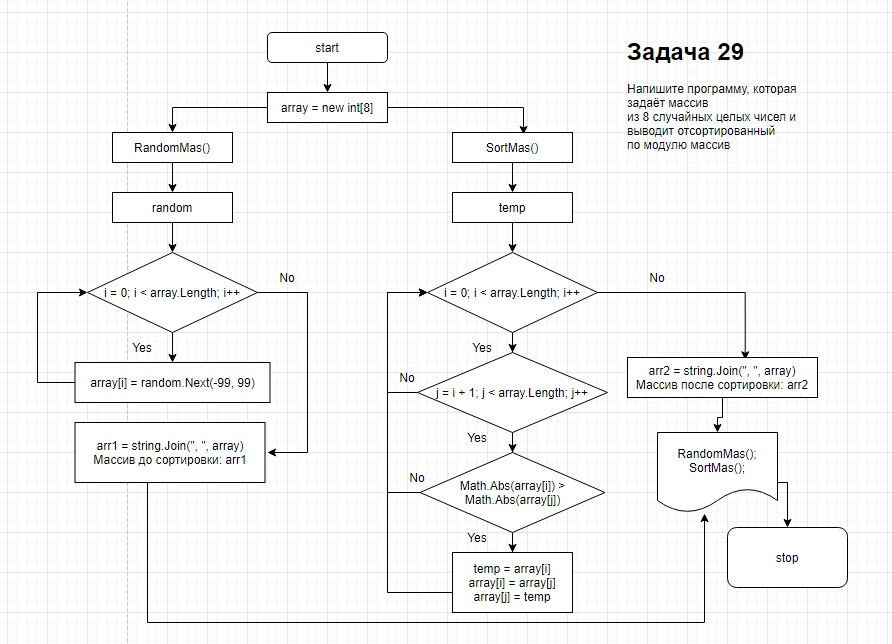 start
Задача 29
Напишите программу, которая
задаёт массив
из 8 случайных целых чисел и
выводит отсортированный
по модулю массив
array = new int[8]
RandomMas()
SortMas()
random
temp
i = 0; i < array.Length; i++
No
i = 0; i < array.Length; i++
No
Yes
Yes
array[i] = random.Next(-99, 99)
No
j = i + 1; j < array.Length; j++
arr2 = string.Join(", ", array)
Массив после сортировки: arr2
arr1 = string.Join(", ", array)
Массив до сортировки: arr1
Yes
RandomMas();
SortMas();
No
Math.Abs(array[i]) >
Math.Abs(array[j])
Yes
temp = array[i]
array[i] = array[j]
array[j] = temp
stop